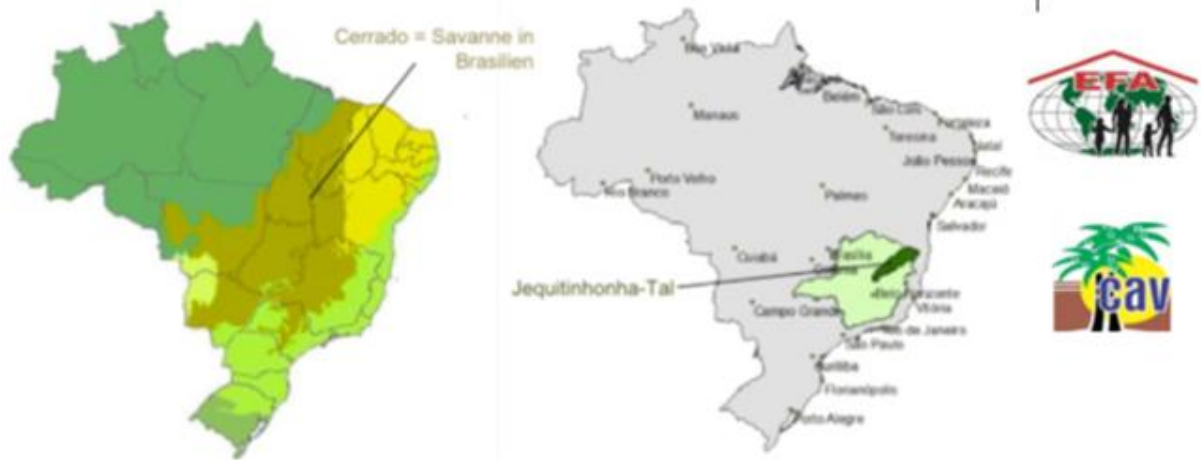 Cerrado = Savanne in
Brasilien
Boa Vista
Manaus
Belém
São Luís
Fortaleza
Teresina
Natal
João Pessoa
Recife
Porto Velho
Rio Branco
Palmas
Maceió
Aracajú
Salvador
Cuiabá
Brasília
Jequitinhonha-Tal
Belo Horizonte
Vitória
Campo Grande
Rio de Janeiro
São Paulo
Curitiba
Florianópolis
Porto Alegre
EFA
cav